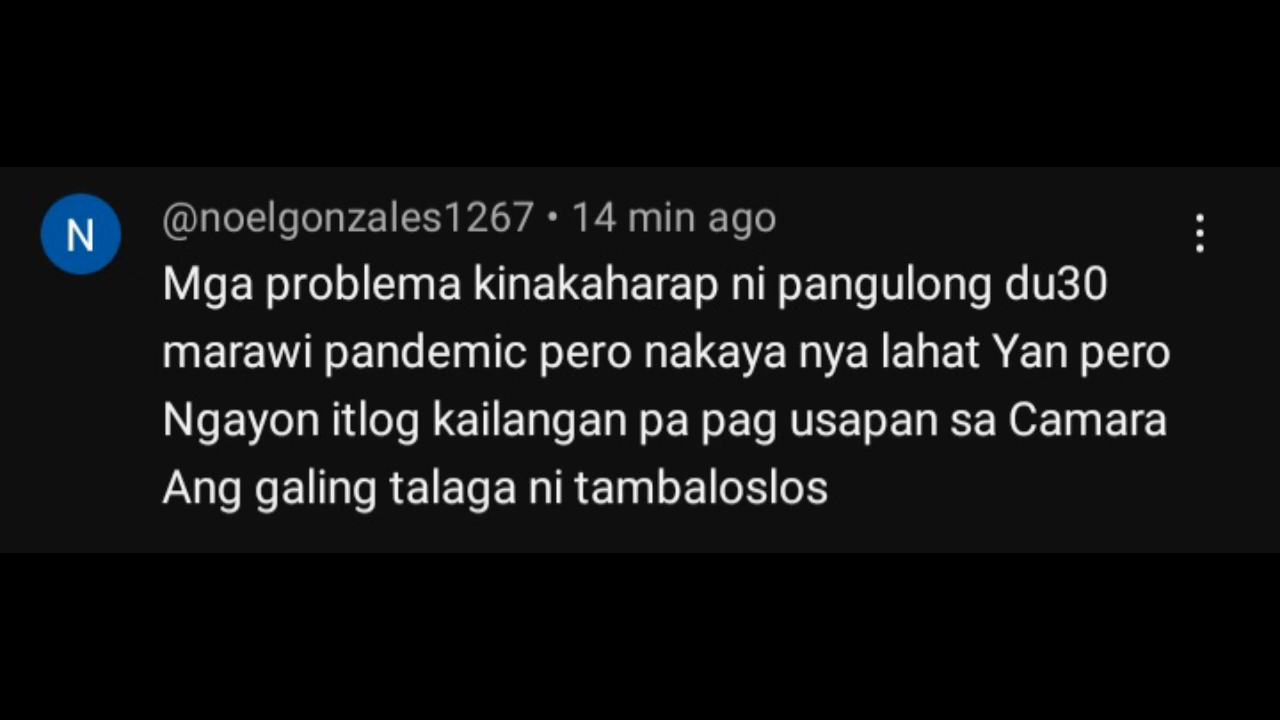 N
@noelgonzales1267 • 14 min ago
Mga problema kinakaharap ni pangulong du30
marawi pandemic pero nakaya nya lahat Yan pero
Ngayon itlog kailangan pa pag usapan sa Camara
Ang galing talaga ni tambaloslos